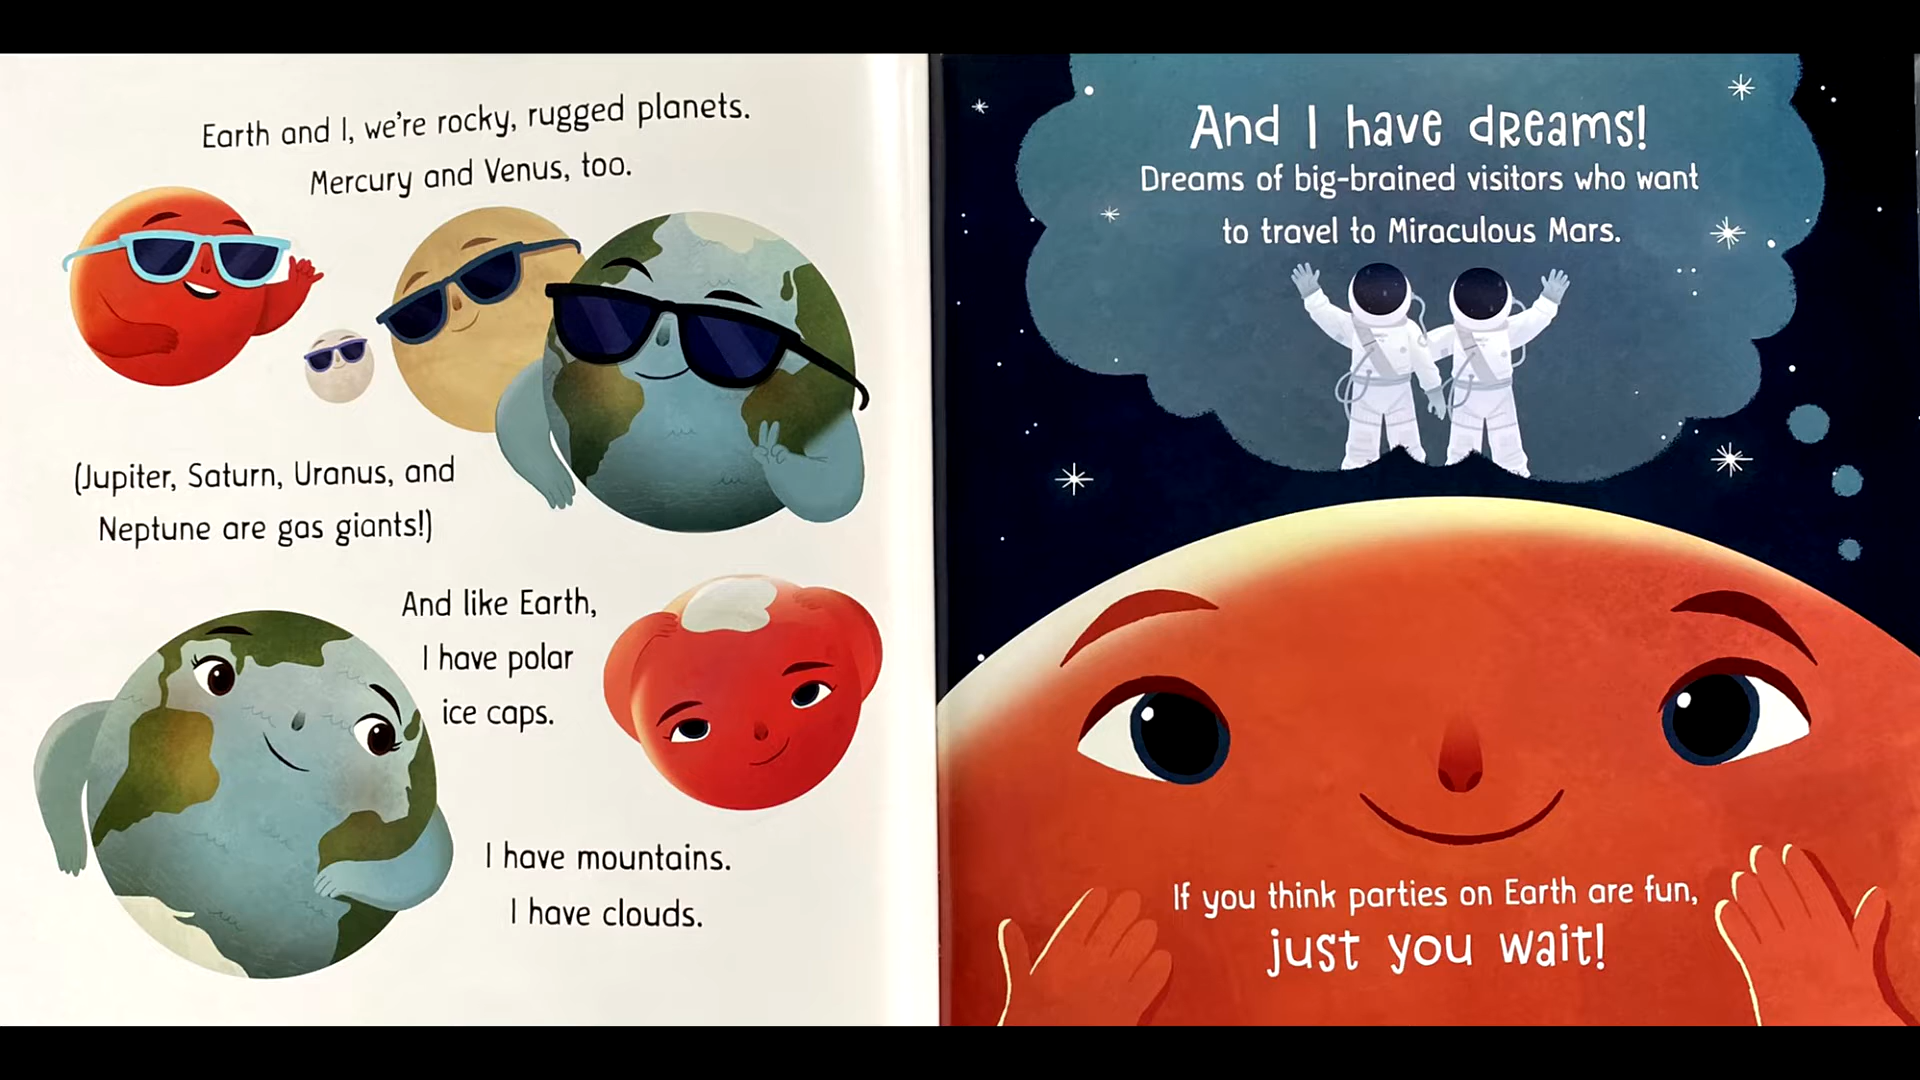 Earth and I, we're rocky, rugged planets.
Mercury and Venus, too.
(Jupiter, Saturn, Uranus, and
Neptune are gas giants!)
And like Earth,
I have polar
ice caps.
I have mountains.
I have clouds.
And I have dreams!
Dreams of big-brained visitors who want
to travel to Miraculous Mars.
If you think parties on Earth are fun,
just you wait!